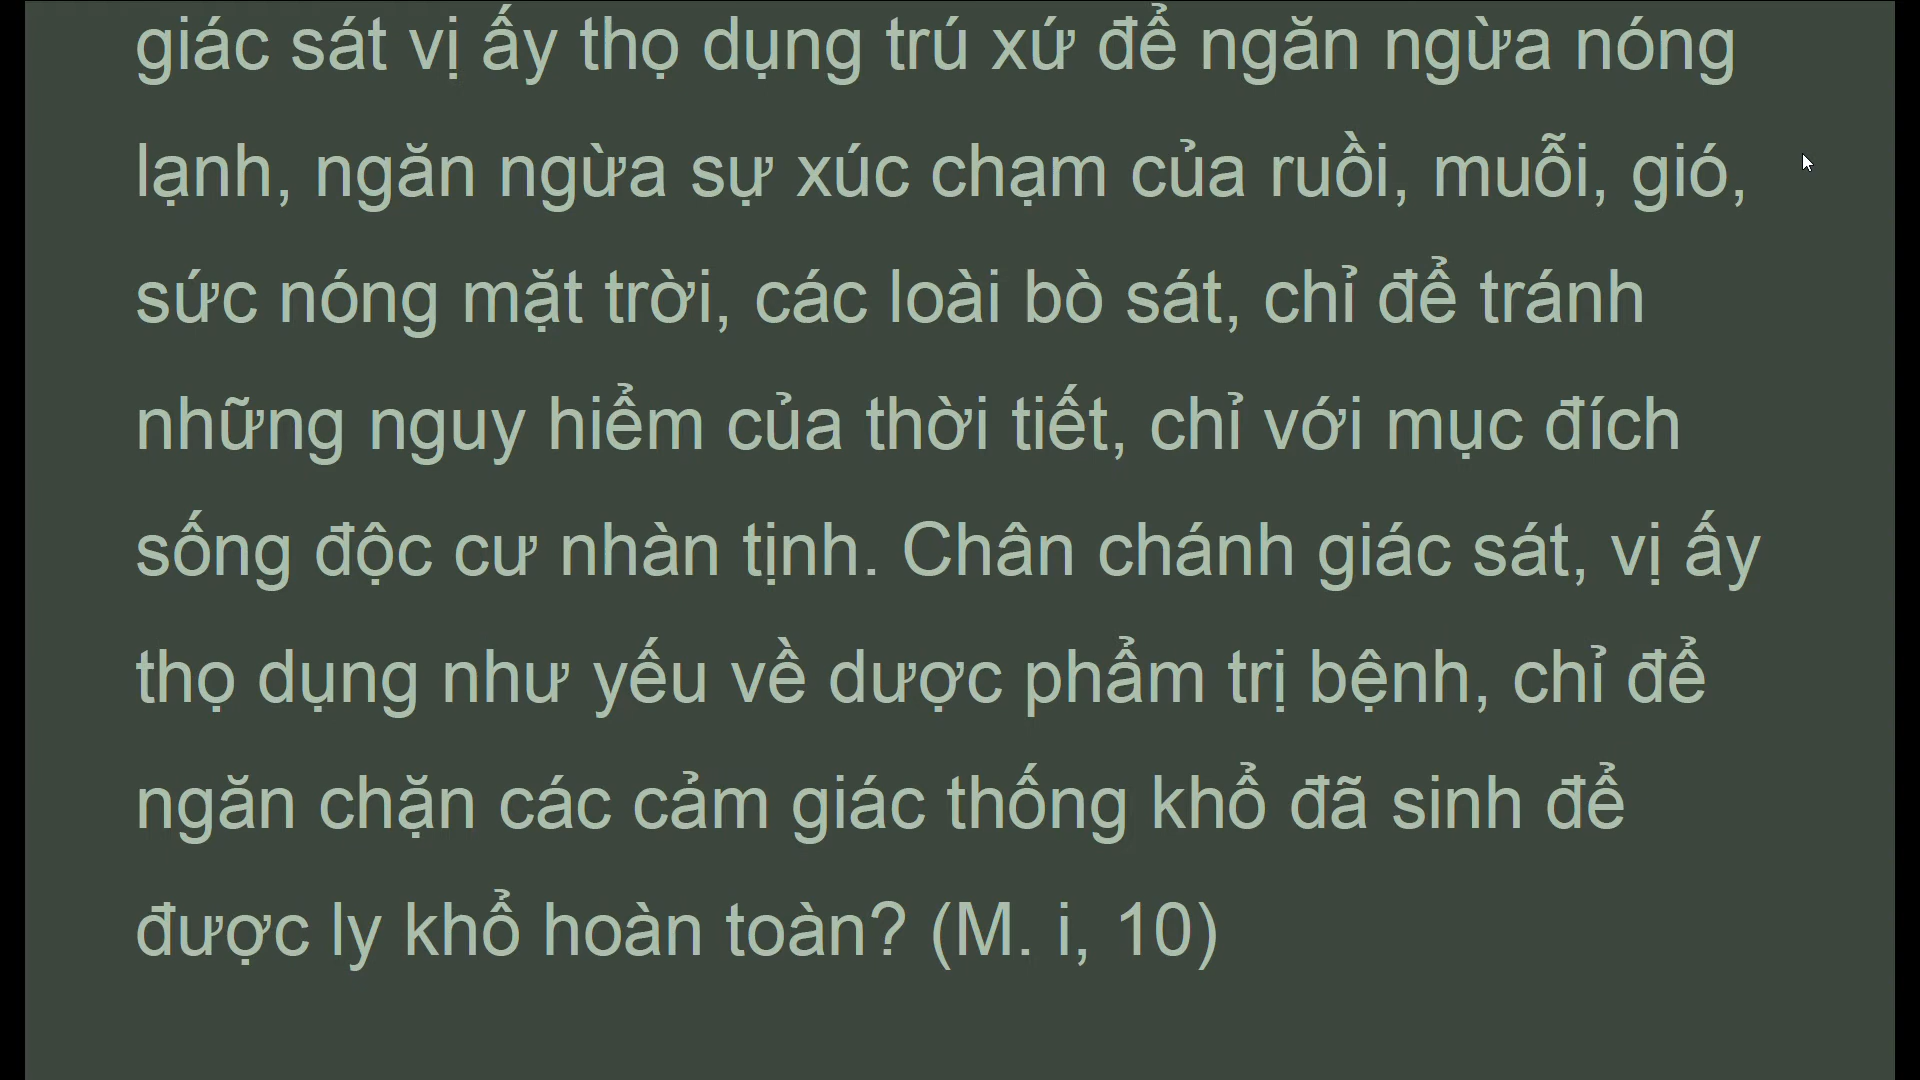 giác sát vị ấy thọ dụng trú xứ để ngăn ngừa nóng
lạnh, ngăn ngừa sự xúc chạm của ruồi, muỗi, gió,
sức nóng mặt trời, các loài bò sát, chỉ để tránh
những nguy hiểm của thời tiết, chỉ với mục đích
sống độc cư nhàn tịnh. Chân chánh giác sát, vị ấy
thọ dụng như yếu về dược phẩm trị bệnh, chỉ để
ngăn chặn các cảm giác thống khổ đã sinh để
được ly khổ hoàn toàn? (M. i, 10)